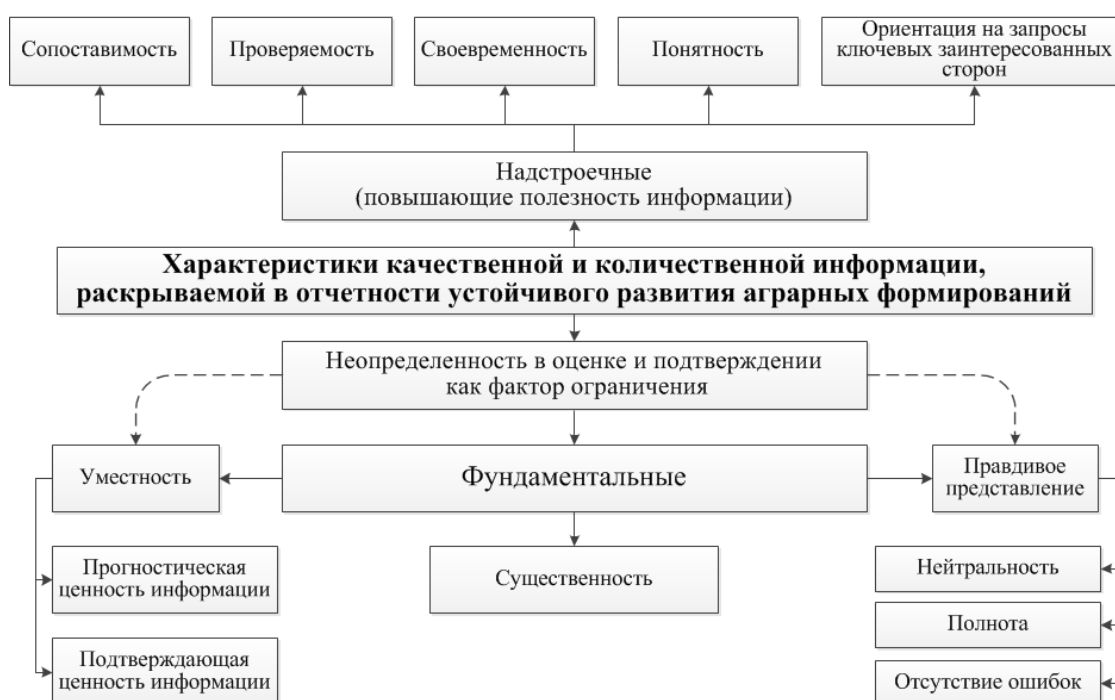 Сопоставимость
Проверяемость
Своевременность
Понятность
Ориентация на запросы
ключевых заинтересованных
сторон
Надстроечные
(повышающие полезность информации)
Характеристики качественной и количественной информации,
раскрываемой в отчетности устойчивого развития аграрных формирований
Неопределенность в оценке и подтверждении
как фактор ограничения
Уместность
Фундаментальные
Правдивое
представление
Прогностическая
ценность информации
Существенность
Нейтральность
Полнота
Подтверждающая
ценность информации
Отсутствие ошибок